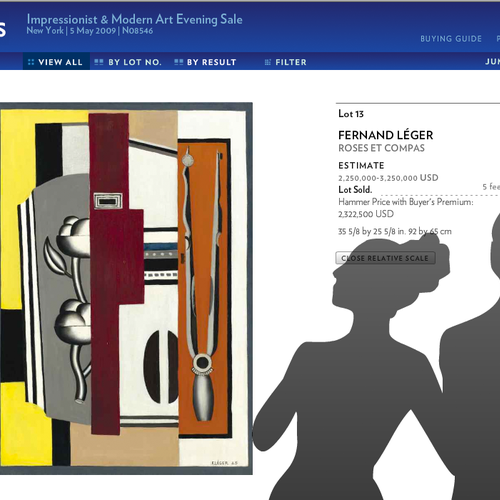 S
Impressionist & Modern Art Evening Sale
New York | 5 May 2009 | N08546
BUYING GUIDE P
VIEW ALL BY LOT NO. BY RESULT FILTER JUM
Lot 13
FERNAND LÉGER
ROSES ET COMPAS
ESTIMATE
2,250,000-3,250,000 USD
Lot Sold.
5 fee
Hammer Price with Buyer's Premium:
2,322,500 USD
35 5/8 by 25 5/8 in. 92 by 65 cm
CLOSE RELATIVE SCALE